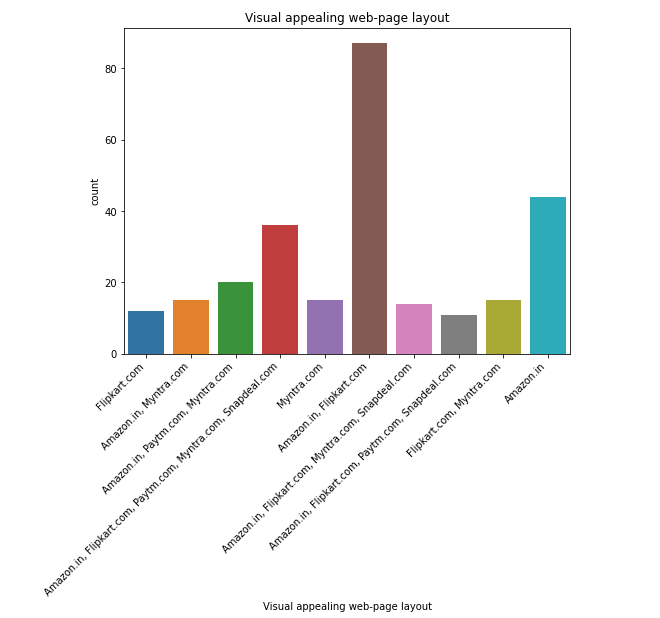 Visual appealing web-page layout
count
80
60
40
20
0
Flipkart.com
Amazon.in, Myntra.com
Amazon.in, Paytm.com, Myntra.com
Amazon.in, Flipkart.com, Paytm.com, Myntra.com, Snapdeal.com
Myntra.com
Amazon.in, Flipkart.com
Amazon.in, Flipkart.com, Myntra.com, Snapdeal.com
Amazon.in, Flipkart.com, Paytm.com, Snapdeal.com
Flipkart.com, Myntra.com
Amazon.in
Visual appealing web-page layout